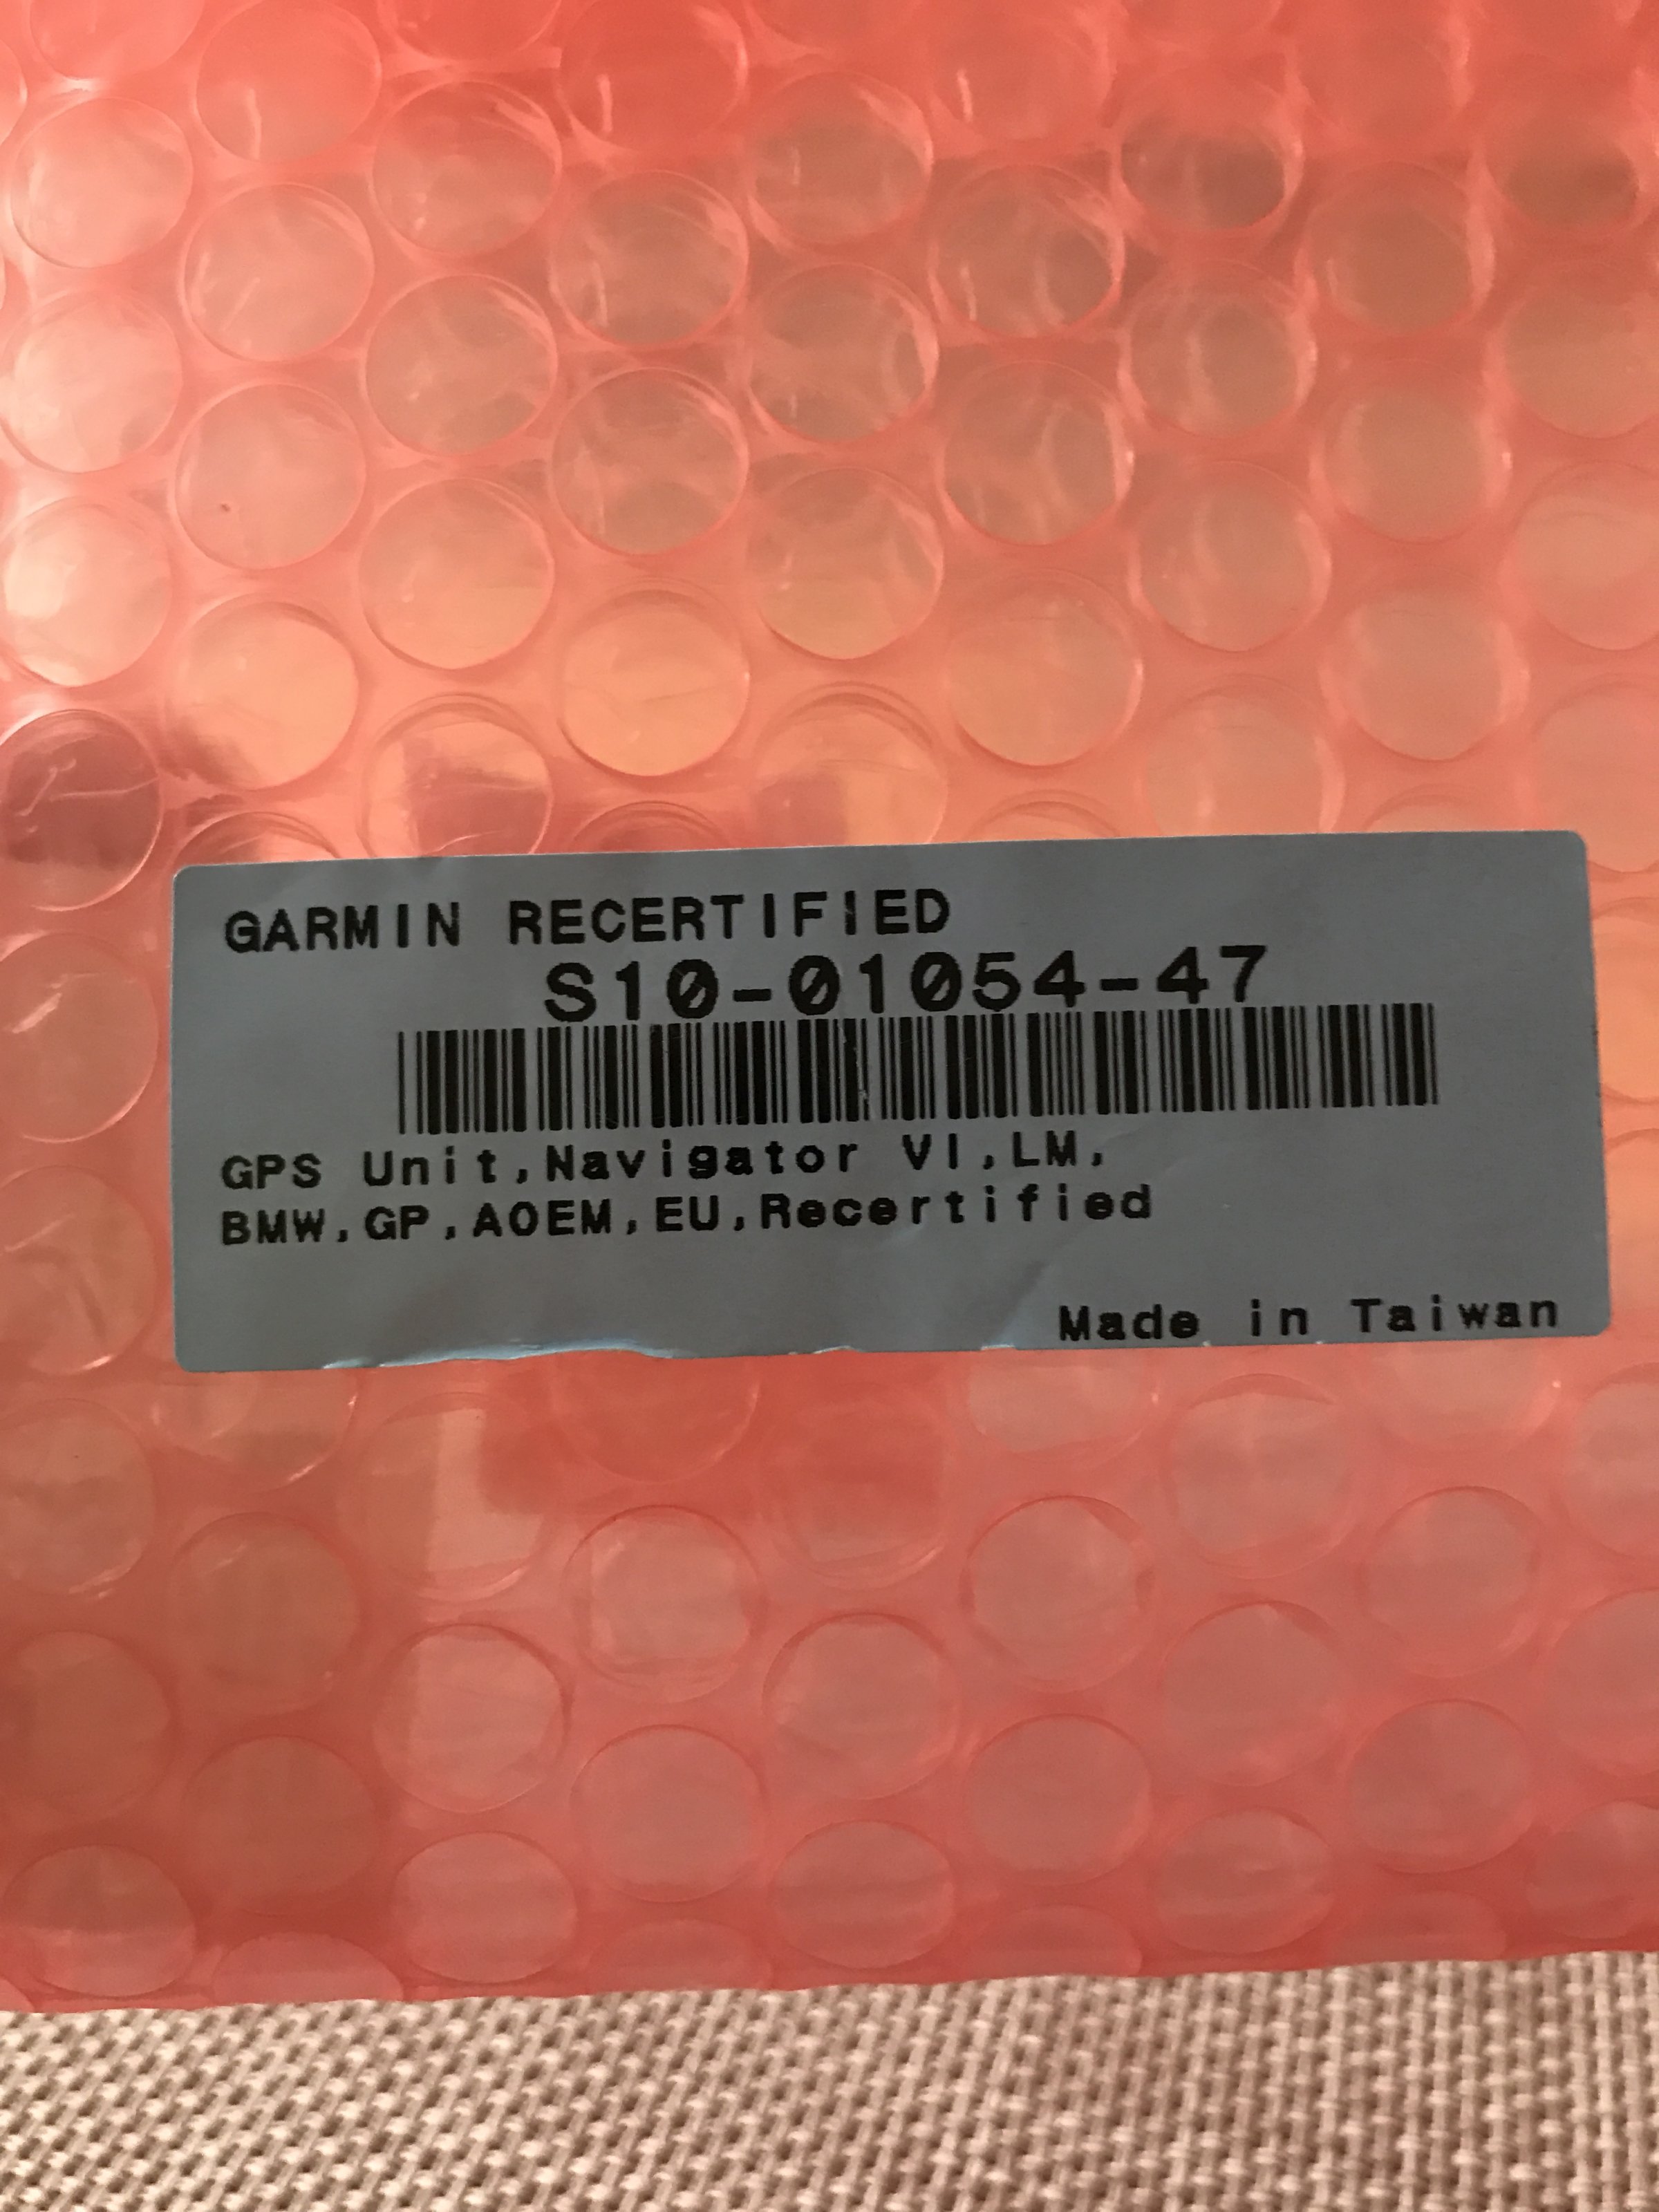 GARMIN RECERTIFIED
S10-01054-47
GPS Unit,Navigator VI,LM,
BMW,GP,AOEM,EU,Recertified
Made in Taiwan